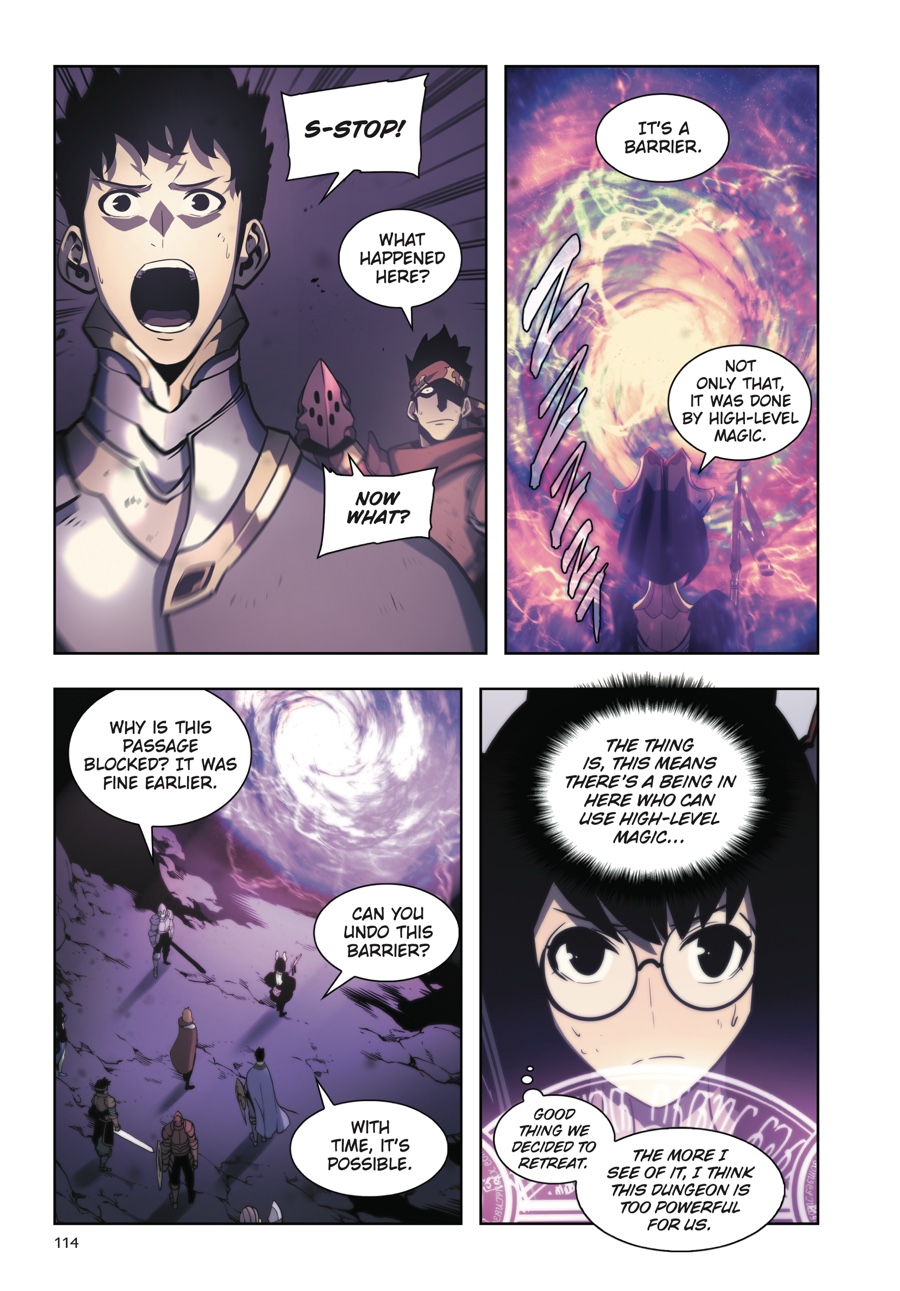 S-STOP!
WHAT
HAPPENED
HERE?
NOW
WHAT?
IT'S A
BARRIER.
NOT
ONLY THAT,
IT WAS DONE
BY HIGH-LEVEL
MAGIC.
WHY IS THIS
PASSAGE
BLOCKED? IT WAS
FINE EARLIER.
CAN YOU
UNDO THIS
BARRIER?
WITH
TIME, IT'S
POSSIBLE.
THE THING
IS, THIS MEANS
THERE'S A BEING IN
HERE WHO CAN
USE HIGH-LEVEL
MAGIC...
GOOD
THING WE
DECIDED TO
RETREAT.
THE MORE I
SEE OF IT, I THINK
THIS DUNGEON IS
TOO POWERFUL
FOR US.
114